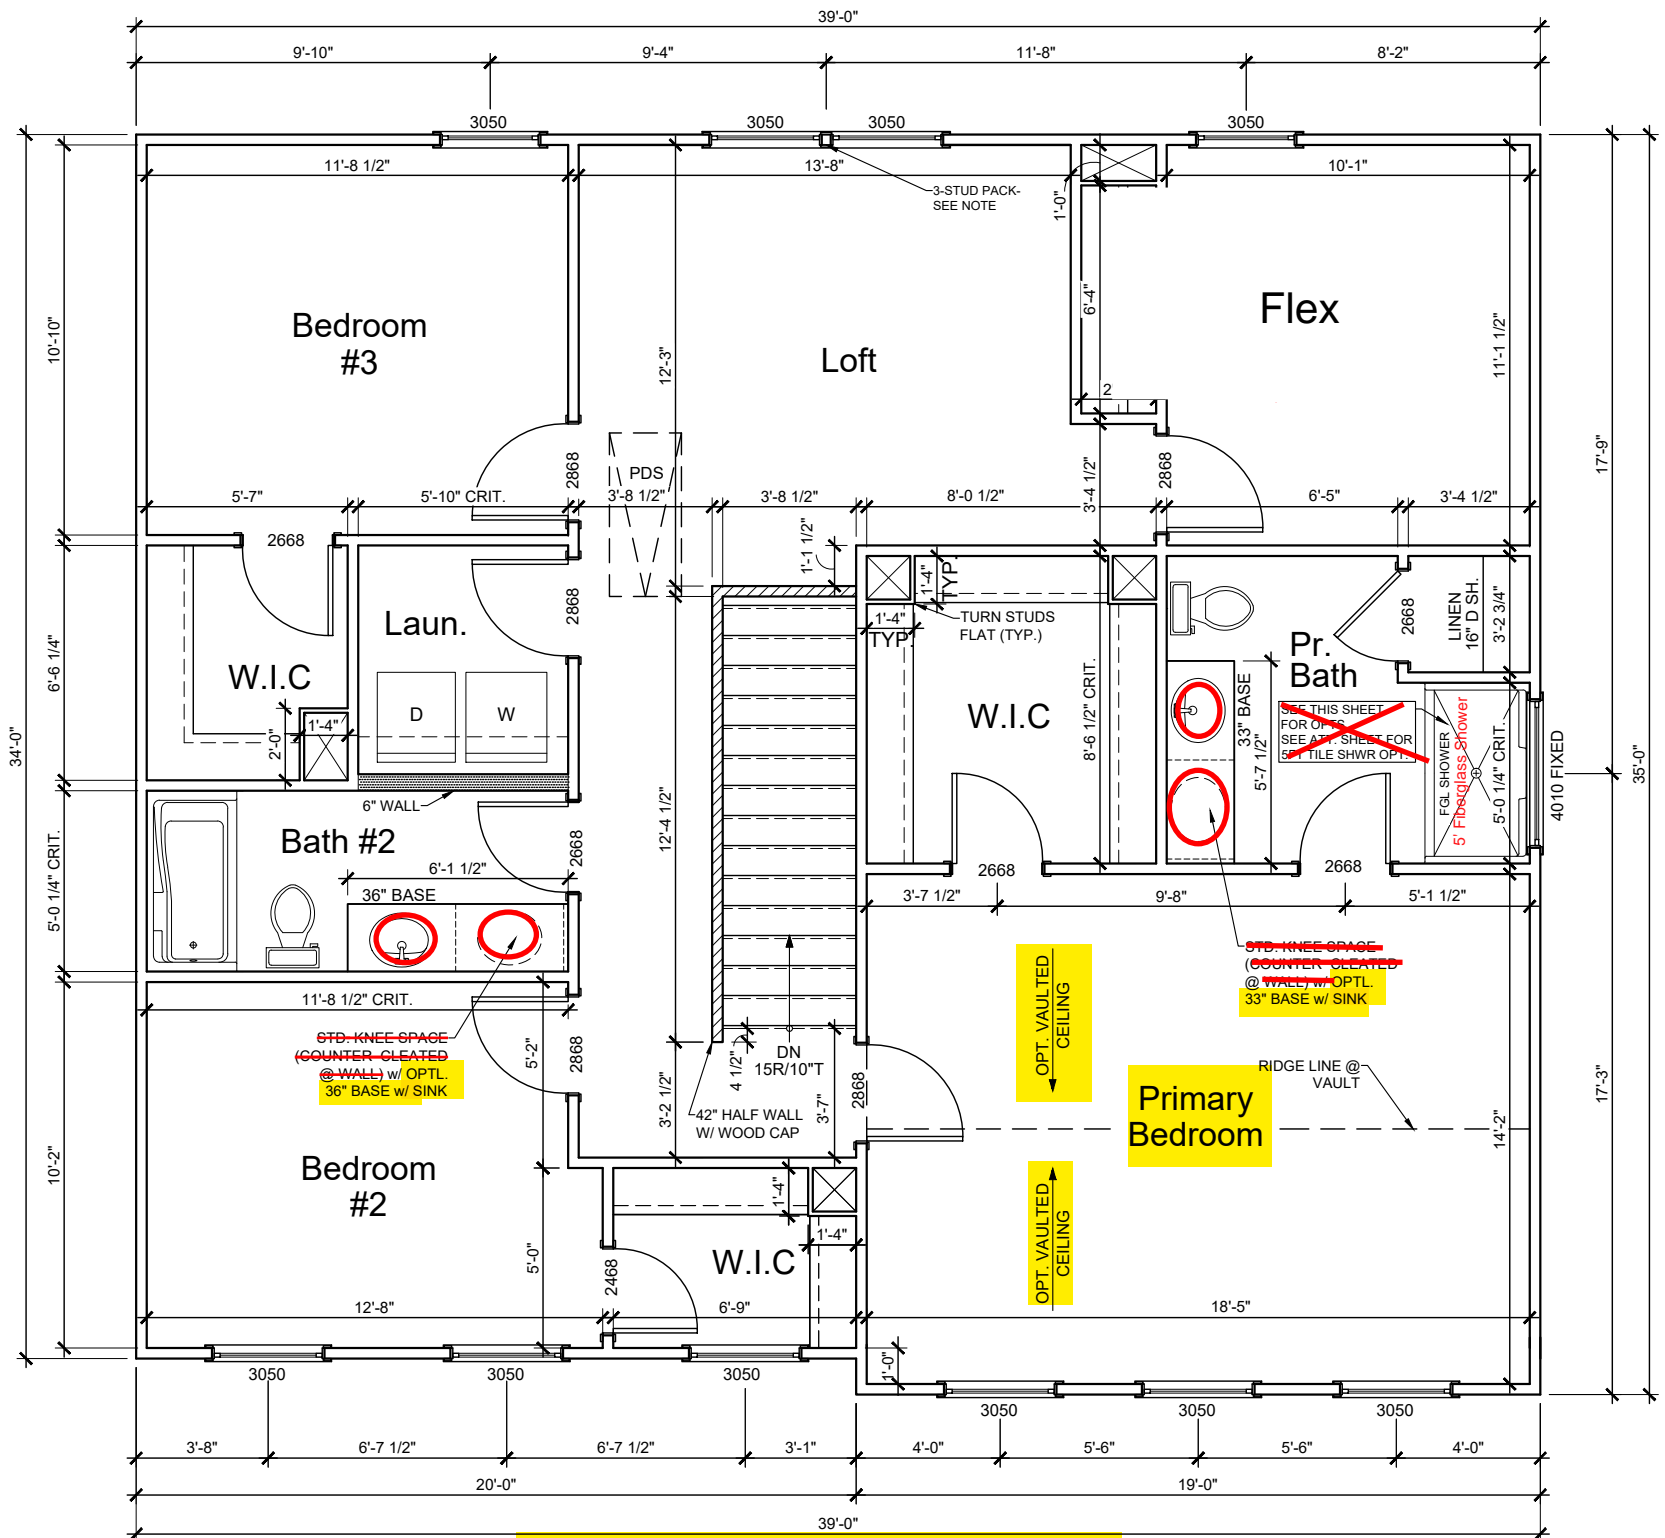 39'-0"
9'-10"
9'-4"
11'-8"
8'-2"
3050
3050
3050
3050
11'-8 1/2"
13'-8"
10'-1"
3-STUD PACK-
SEE NOTE
1'-0"
Bedroom
#3
Loft
Flex
10'-10"
12'-3"
6'-4"
11'-1 1/2"
2
17'-9"
34'-0"
35'-0"
PDS
2868
3'-4 1/2"
2868
5'-7"
5'-10" CRIT.
3'-8 1/2"
3'-8 1/2"
8'-0 1/2"
6'-5"
3'-4 1/2"
2668
1'-1 1/2"
1'-4"
TYP.
2868
Laun.
1'-4"
TYP.
TURN STUDS
FLAT (TYP.)
2668
LINEN
16" D SH.
3'-2 3/4"
Pr.
Bath
6'-6 1/4"
W.I.C
D
W
1'-4"
2'-0"
W.I.C
8'-6 1/2" CRIT.
33" BASE
5'-7 1/2"
SEE THIS SHEET
FOR OPTS
SEE ATT. SHEET FOR
5FT TILE SHWR OPT.
FGL SHOWER
5' Fiberglass Shower
5'-0 1/4" CRIT.
4010 FIXED
6" WALL
Bath #2
2668
12'-4 1/2"
5'-0 1/4" CRIT.
6'-1 1/2"
36" BASE
2668
2668
3'-7 1/2"
9'-8"
5'-1 1/2"
11'-8 1/2" CRIT.
STD. KNEE SPACE
(COUNTER CLEATED
@ WALL) w/ OPTL.
36" BASE w/ SINK
5'-2"
2868
OPT. VAULTED
CEILING
STD. KNEE SPACE
(COUNTER CLEATED
@ WALL) w/ OPTL.
33" BASE w/ SINK
4 1/2"
DN
15R/10"T
3'-2 1/2"
42" HALF WALL
W/ WOOD CAP
3'-7"
2868
RIDGE LINE @
VAULT
Primary
Bedroom
14'-2"
17'-3"
10'-2"
Bedroom
#2
1'-4"
1'-4"
W.I.C
5'-0"
2468
OPT. VAULTED
CEILING
12'-8"
6'-9"
18'-5"
1'-0"
3050
3050
3050
3050
3050
3050
3'-8"
6'-7 1/2"
6'-7 1/2"
3'-1"
4'-0"
5'-6"
5'-6"
4'-0"
20'-0"
19'-0"
39'-0"